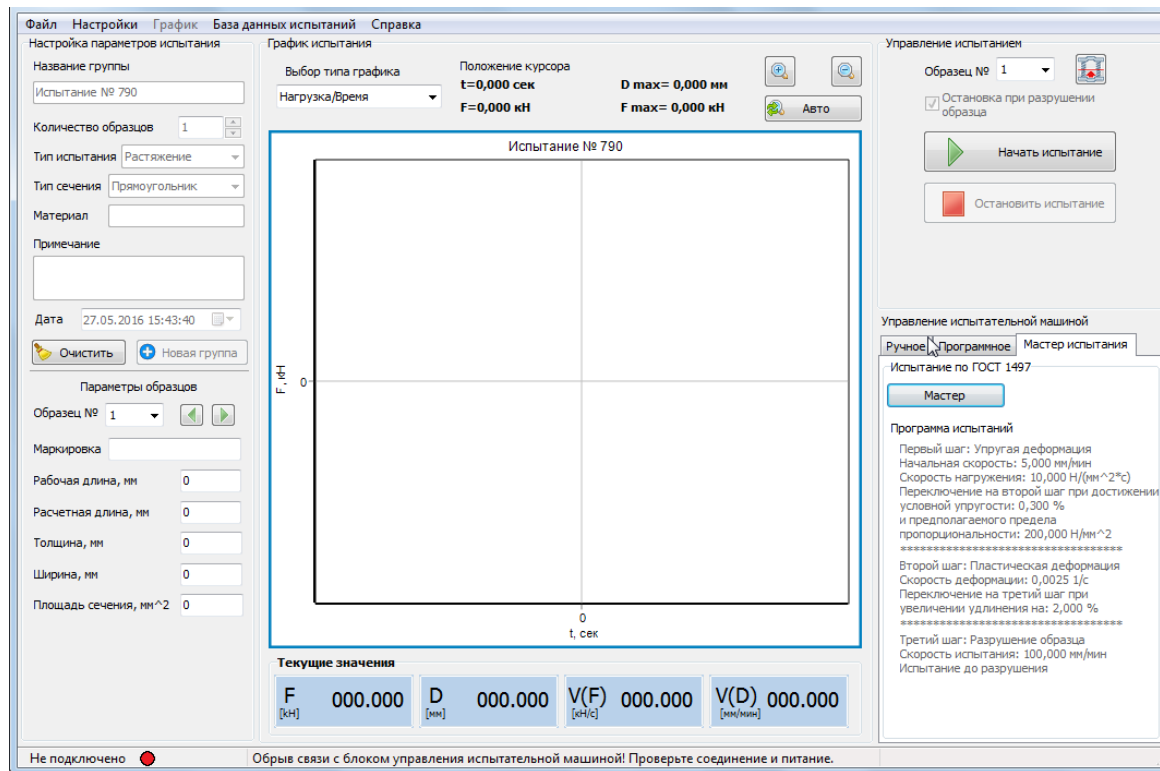 Файл Настройки График База данных испытаний Справка
Настройка параметров испытания
Название группы
Испытание № 790
Количество образцов 1
Тип испытания Растяжение
Тип сечения Прямоугольник
Материал
Примечание
Дата 27.05.2016 15:43:40
Очистить Новая группа
Параметры образцов
Образец № 1
Маркировка
Рабочая длина, мм 0
Расчетная длина, мм 0
Толщина, мм 0
Ширина, мм 0
Площадь сечения, мм^2 0
График испытания
Выбор типа графика
Нагрузка/Время
Положение курсора
t=0,000 сек D max= 0,000 мм
F=0,000 кН F max= 0,000 кН
Авто
Испытание № 790
F, кН
0
0
t, сек
Текущие значения
F [кН] 000.000 D [мм] 000.000 V(F) [кН/с] 000.000 V(D) [мм/мин] 000.000
Управление испытанием
Образец № 1
Остановка при разрушении
образца
Начать испытание
Остановить испытание
Управление испытательной машиной
Ручное Программное Мастер испытания
Испытание по ГОСТ 1497
Мастер
Программа испытаний
Первый шаг: Упругая деформация
Начальная скорость: 5,000 мм/мин
Скорость нагружения: 10,000 Н/(мм^2*с)
Переключение на второй шаг при достижении
условной упругости: 0,300 %
и предполагаемого предела
пропорциональности: 200,000 Н/мм^2
**********************************
Второй шаг: Пластическая деформация
Скорость деформации: 0,0025 1/с
Переключение на третий шаг при
увеличении удлинения на: 2,000 %
**********************************
Третий шаг: Разрушение образца
Скорость испытания: 100,000 мм/мин
Испытание до разрушения
Не подключено Обрыв связи с блоком управления испытательной машиной! Проверьте соединение и питание.